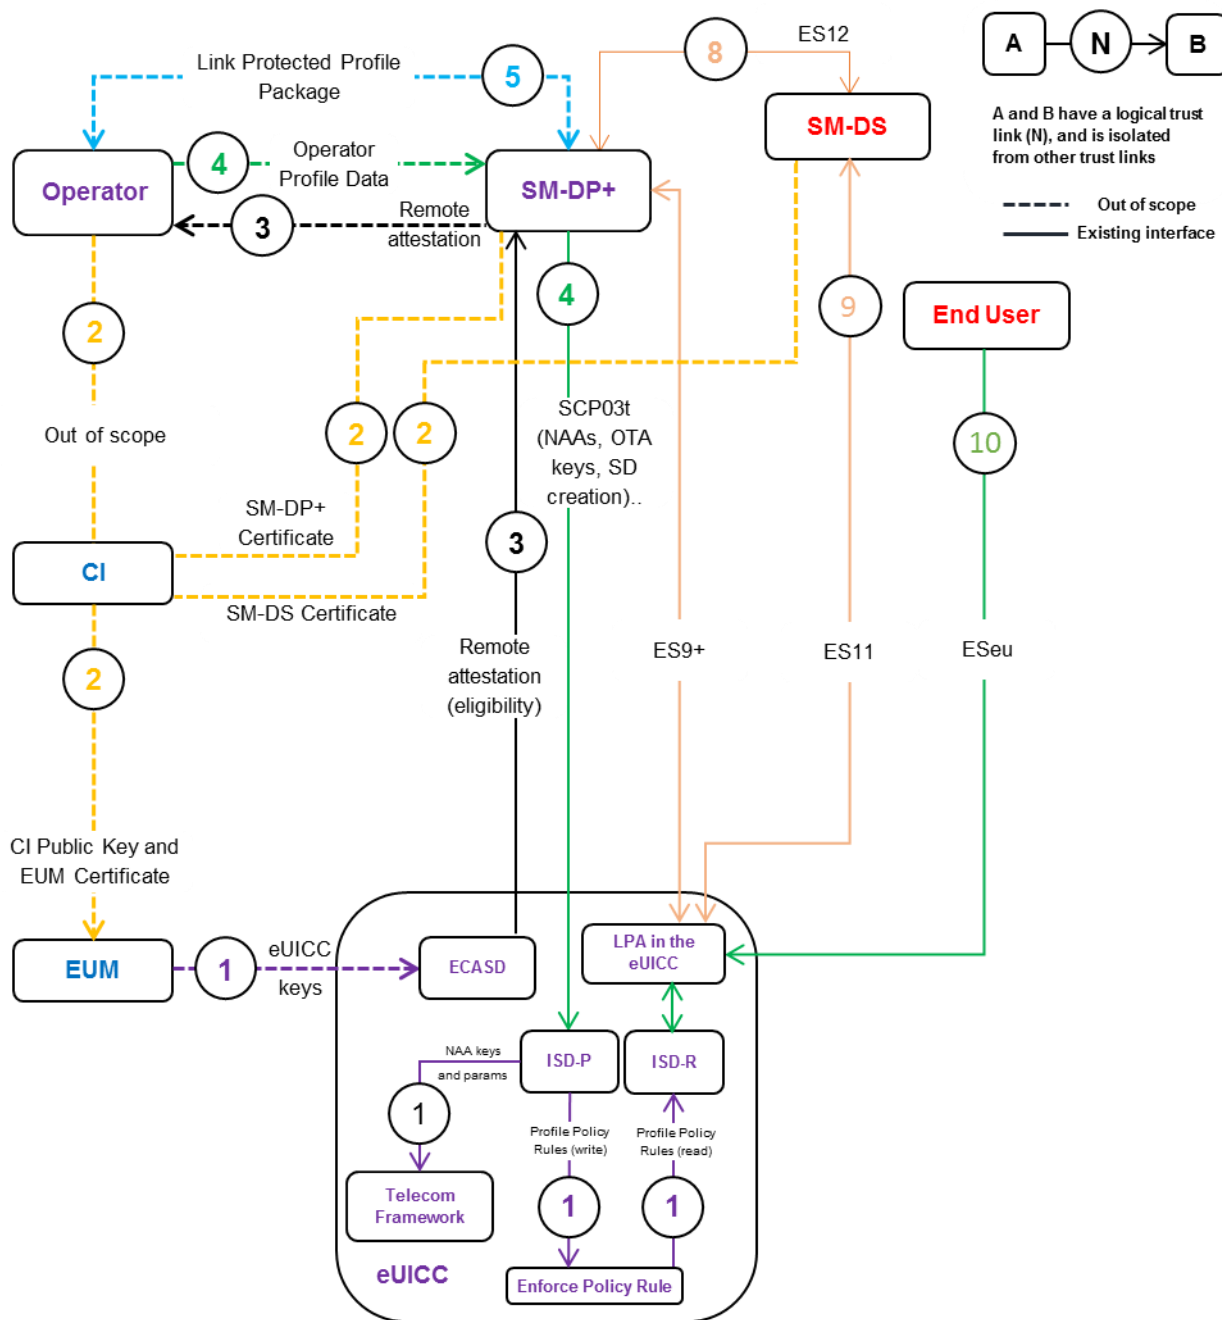 8
ES12
A
N
B
Link Protected Profile
Package
5
SM-DS
A and B have a logical trust
link (N), and is isolated
from other trust links
4
Operator
Profile Data
Operator
SM-DP+
3
Remote
attestation
Out of scope
Existing interface
4
2
9
End User
SCP03t
(NAAs, OTA
keys, SD
creation)..
2
2
10
Out of scope
SM-DP+
Certificate
3
CI
SM-DS Certificate
Remote
attestation
(eligibility)
ES9+
ES11
ESeu
2
CI Public Key and
EUM Certificate
EUM
1
eUICC
keys
ECASD
LPA in the
eUICC
NAA keys
and params
ISD-P
ISD-R
1
Profile Policy
Rules (write)
Profile Policy
Rules (read)
Telecom
Framework
1
1
eUICC
Enforce Policy Rule